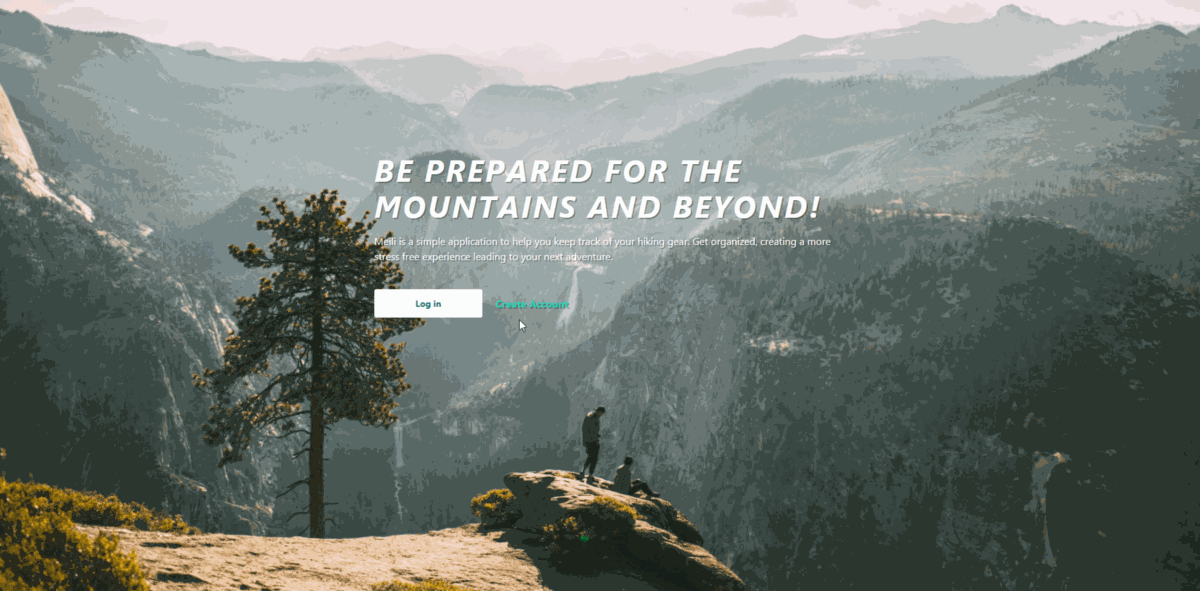 BE PREPARED FOR THE
MOUNTAINS AND BEYOND!
Meili is a simple application to help you keep track of your hiking gear. Get organized, creating a more
stress free experience leading to your next adventure.
Log in
Create Account